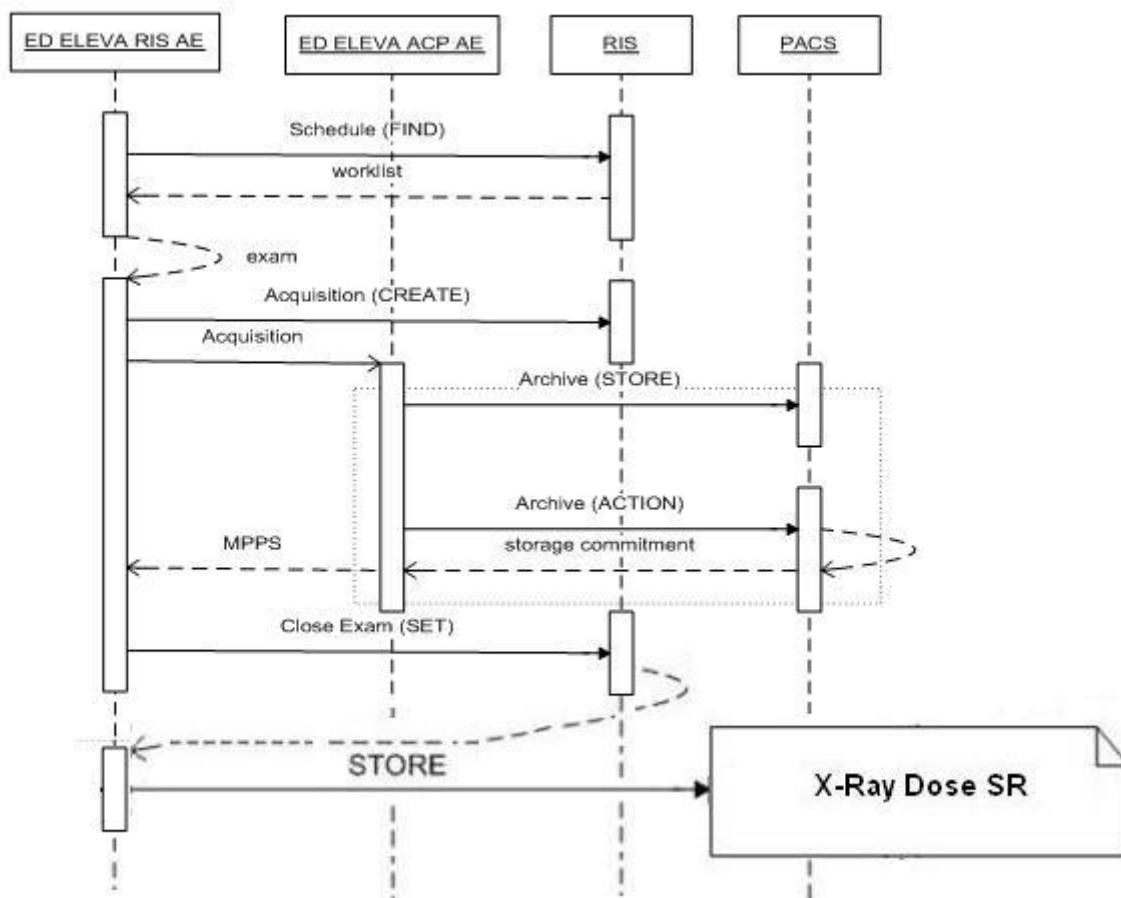 ED ELEVA RIS AE
ED ELEVA ACP AE
RIS
PACS
Schedule (FIND)
worklist
exam
Acquisition (CREATE)
Acquisition
Archive (STORE)
Archive (ACTION)
MPPS
storage commitment
Close Exam (SET)
STORE
X-Ray Dose SR